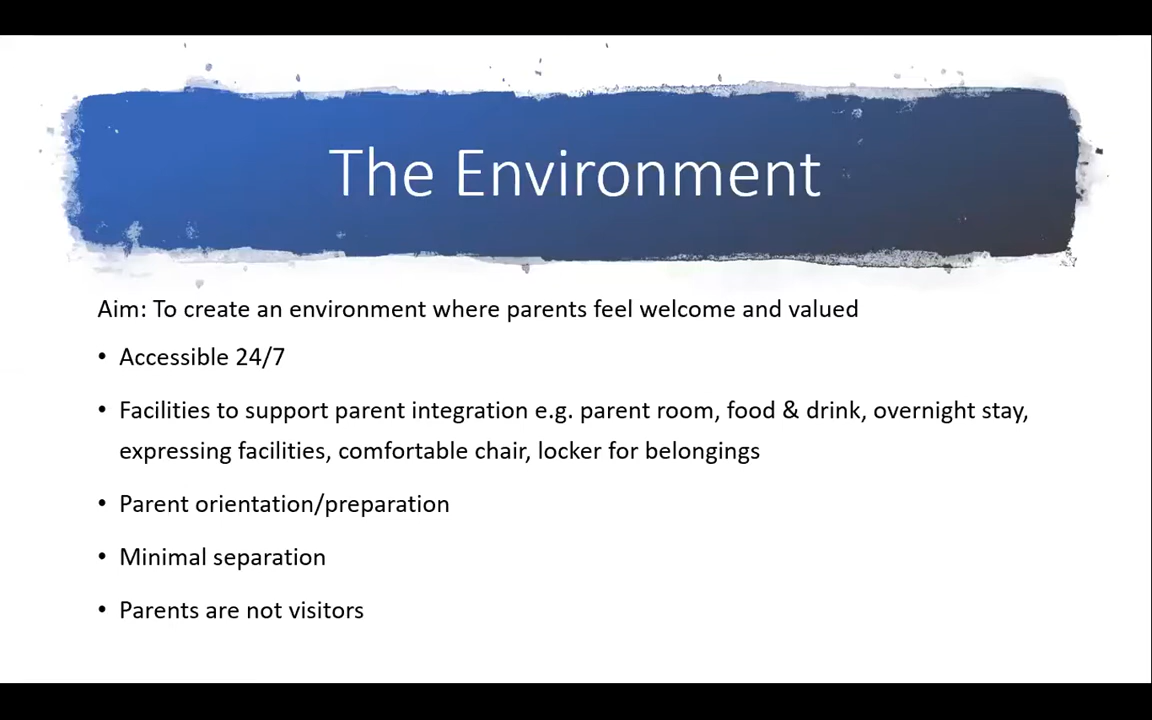 The Environment
Aim: To create an environment where parents feel welcome and valued
• Accessible 24/7
• Facilities to support parent integration e.g. parent room, food & drink, overnight stay,
expressing facilities, comfortable chair, locker for belongings
• Parent orientation/preparation
• Minimal separation
• Parents are not visitors